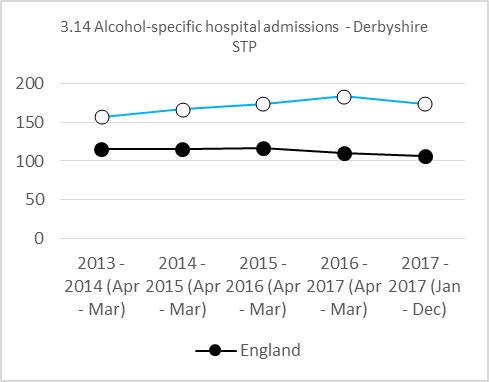 3.14 Alcohol-specific hospital admissions - Derbyshire
STP
200
150
100
50
0
2013 -
2014 (Apr
- Mar)
2014 -
2015 (Apr
- Mar)
2015 -
2016 (Apr
- Mar)
2016 -
2017 (Apr
- Mar)
2017 -
2017 (Jan
- Dec)
England